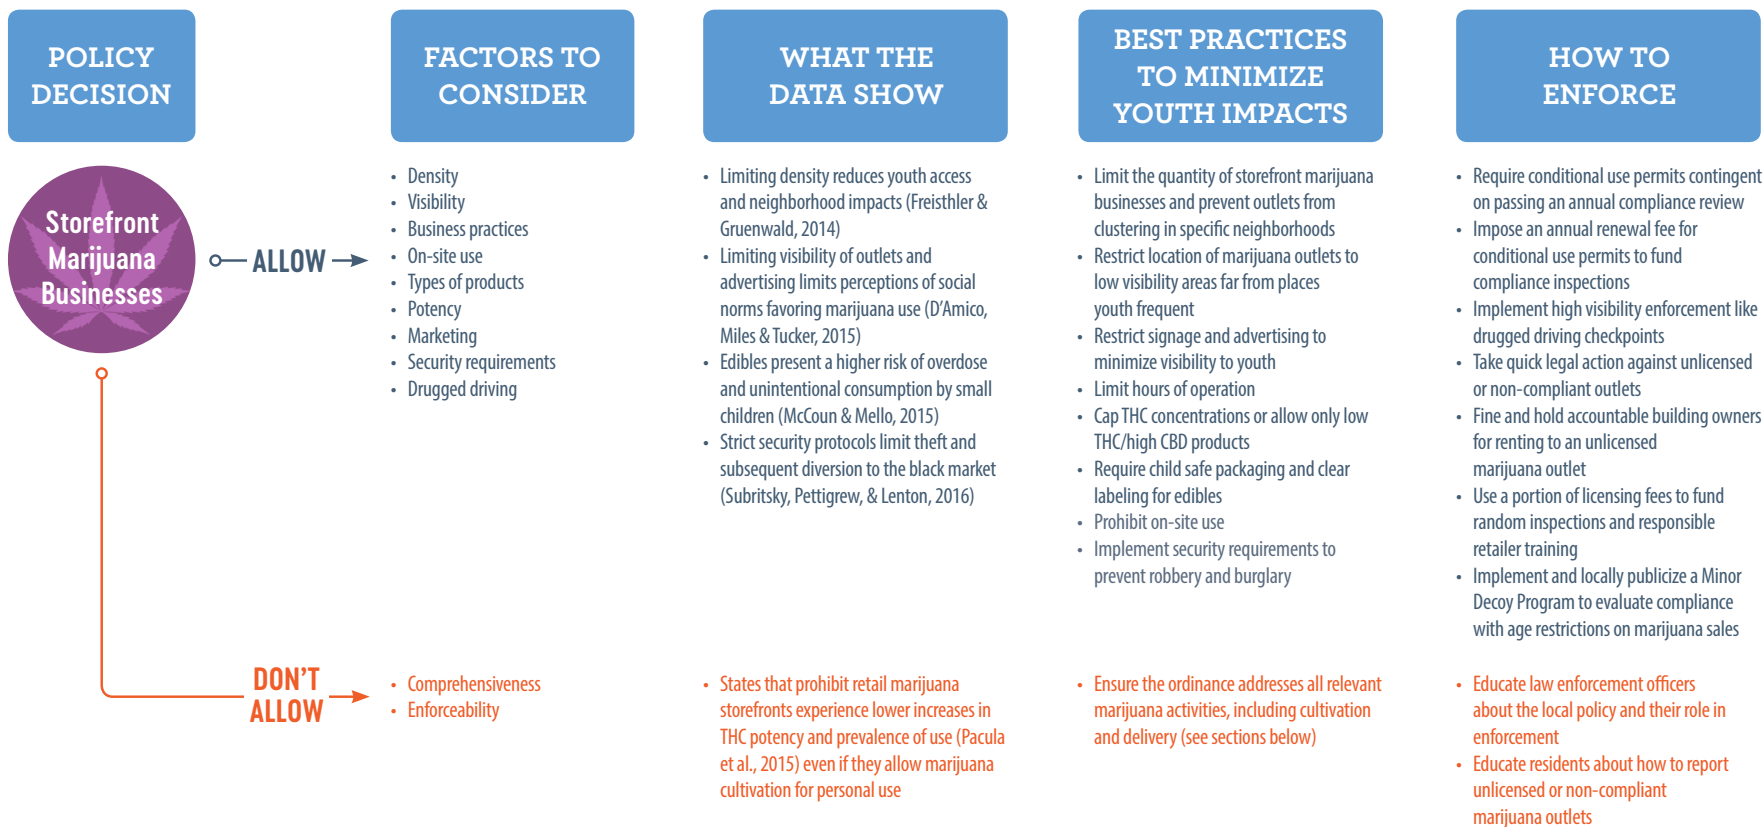 POLICY
DECISION
FACTORS TO
CONSIDER
WHAT THE
DATA SHOW
BEST PRACTICES
TO MINIMIZE
YOUTH IMPACTS
HOW TO
ENFORCE
Storefront
Marijuana
Businesses
ALLOW
• Density
• Visibility
• Business practices
• On-site use
• Types of products
• Potency
• Marketing
• Security requirements
• Drugged driving
• Limiting density reduces youth access
and neighborhood impacts (Freisthler &
Gruenwald, 2014)
• Limiting visibility of outlets and
advertising limits perceptions of social
norms favoring marijuana use (D’Amico,
Miles & Tucker, 2015)
• Edibles present a higher risk of overdose
and unintentional consumption by small
children (McCoun & Mello, 2015)
• Strict security protocols limit theft and
subsequent diversion to the black market
(Subritsky, Pettigrew, & Lenton, 2016)
• Limit the quantity of storefront marijuana
businesses and prevent outlets from
clustering in specific neighborhoods
• Restrict location of marijuana outlets to
low visibility areas far from places
youth frequent
• Restrict signage and advertising to
minimize visibility to youth
• Limit hours of operation
• Cap THC concentrations or allow only low
THC/high CBD products
• Require child safe packaging and clear
labeling for edibles
• Prohibit on-site use
• Implement security requirements to
prevent robbery and burglary
• Require conditional use permits contingent
on passing an annual compliance review
• Impose an annual renewal fee for
conditional use permits to fund
compliance inspections
• Implement high visibility enforcement like
drugged driving checkpoints
• Take quick legal action against unlicensed
or non-compliant outlets
• Fine and hold accountable building owners
for renting to an unlicensed
marijuana outlet
• Use a portion of licensing fees to fund
random inspections and responsible
retailer training
• Implement and locally publicize a Minor
Decoy Program to evaluate compliance
with age restrictions on marijuana sales
DON’T
ALLOW
• Comprehensiveness
• Enforceability
• States that prohibit retail marijuana
storefronts experience lower increases in
THC potency and prevalence of use (Pacula
et al., 2015) even if they allow marijuana
cultivation for personal use
• Ensure the ordinance addresses all relevant
marijuana activities, including cultivation
and delivery (see sections below)
• Educate law enforcement officers
about the local policy and their role in
enforcement
• Educate residents about how to report
unlicensed or non-compliant
marijuana outlets